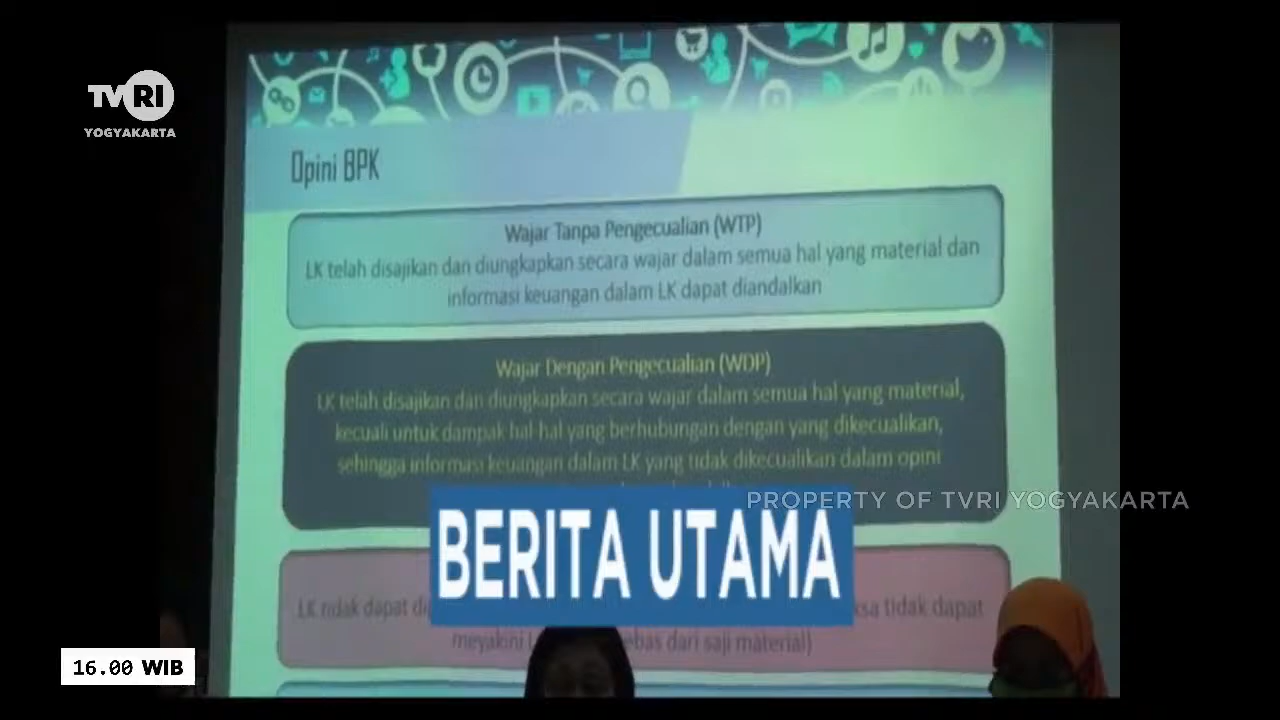 TVRI
YOGYAKARTA
Opini BPK
Wajar Tanpa Pengecualian (WTP)
LK telah disajikan dan diungkapkan secara wajar dalam semua hal yang material dan
informasi keuangan dalam LK dapat diandalkan
Wajar Dengan Pengecualian (WDP)
LK telah disajikan dan diungkapkan secara wajar dalam semua hal yang material,
kecuali untuk dampak hal-hal yang berhubungan dengan yang dikecualikan,
sehingga informasi keuangan dalam LK yang tidak dikecualikan dalam opini
PROPERTY OF TVRI YOGYAKARTA
BERITA UTAMA
LK tidak dapat tidak dapat
meyakini dari saji material)
16.00 WIB